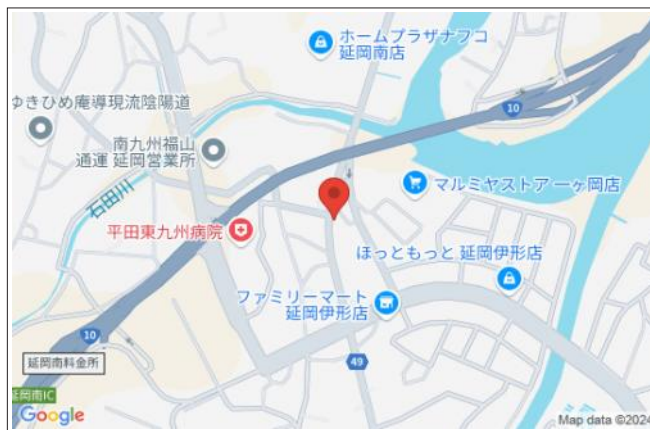 ホームプラザナフコ
延岡南店
10
ゆきひめ庵導現流陰陽道
南九州福山
通運 延岡営業所
マルミヤストア 一ヶ岡店
石田川
平田東九州病院
ほっともっと 延岡伊形店
ファミリーマート
延岡伊形店
10
延岡南料金所
49
延岡南IC
Google
Map data ©2024